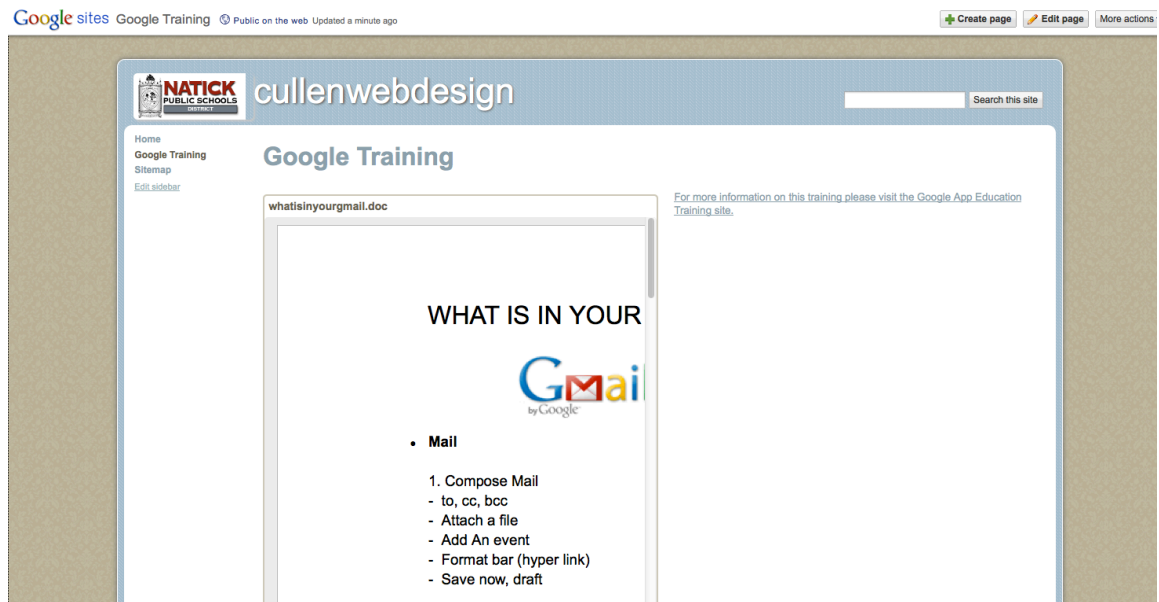 Google sites Google Training Public on the web Updated a minute ago Create page Edit page More actions
NATICK
PUBLIC SCHOOLS
DISTRICT
cullenwebdesign
Search this site
Home
Google Training
Sitemap
Edit sidebar
Google Training
whatisinyourgmail.doc
WHAT IS IN YOUR
Gmail
by Google
• Mail
1. Compose Mail
- to, cc, bcc
- Attach a file
- Add An event
- Format bar (hyper link)
- Save now, draft
For more information on this training please visit the Google App Education
Training site.